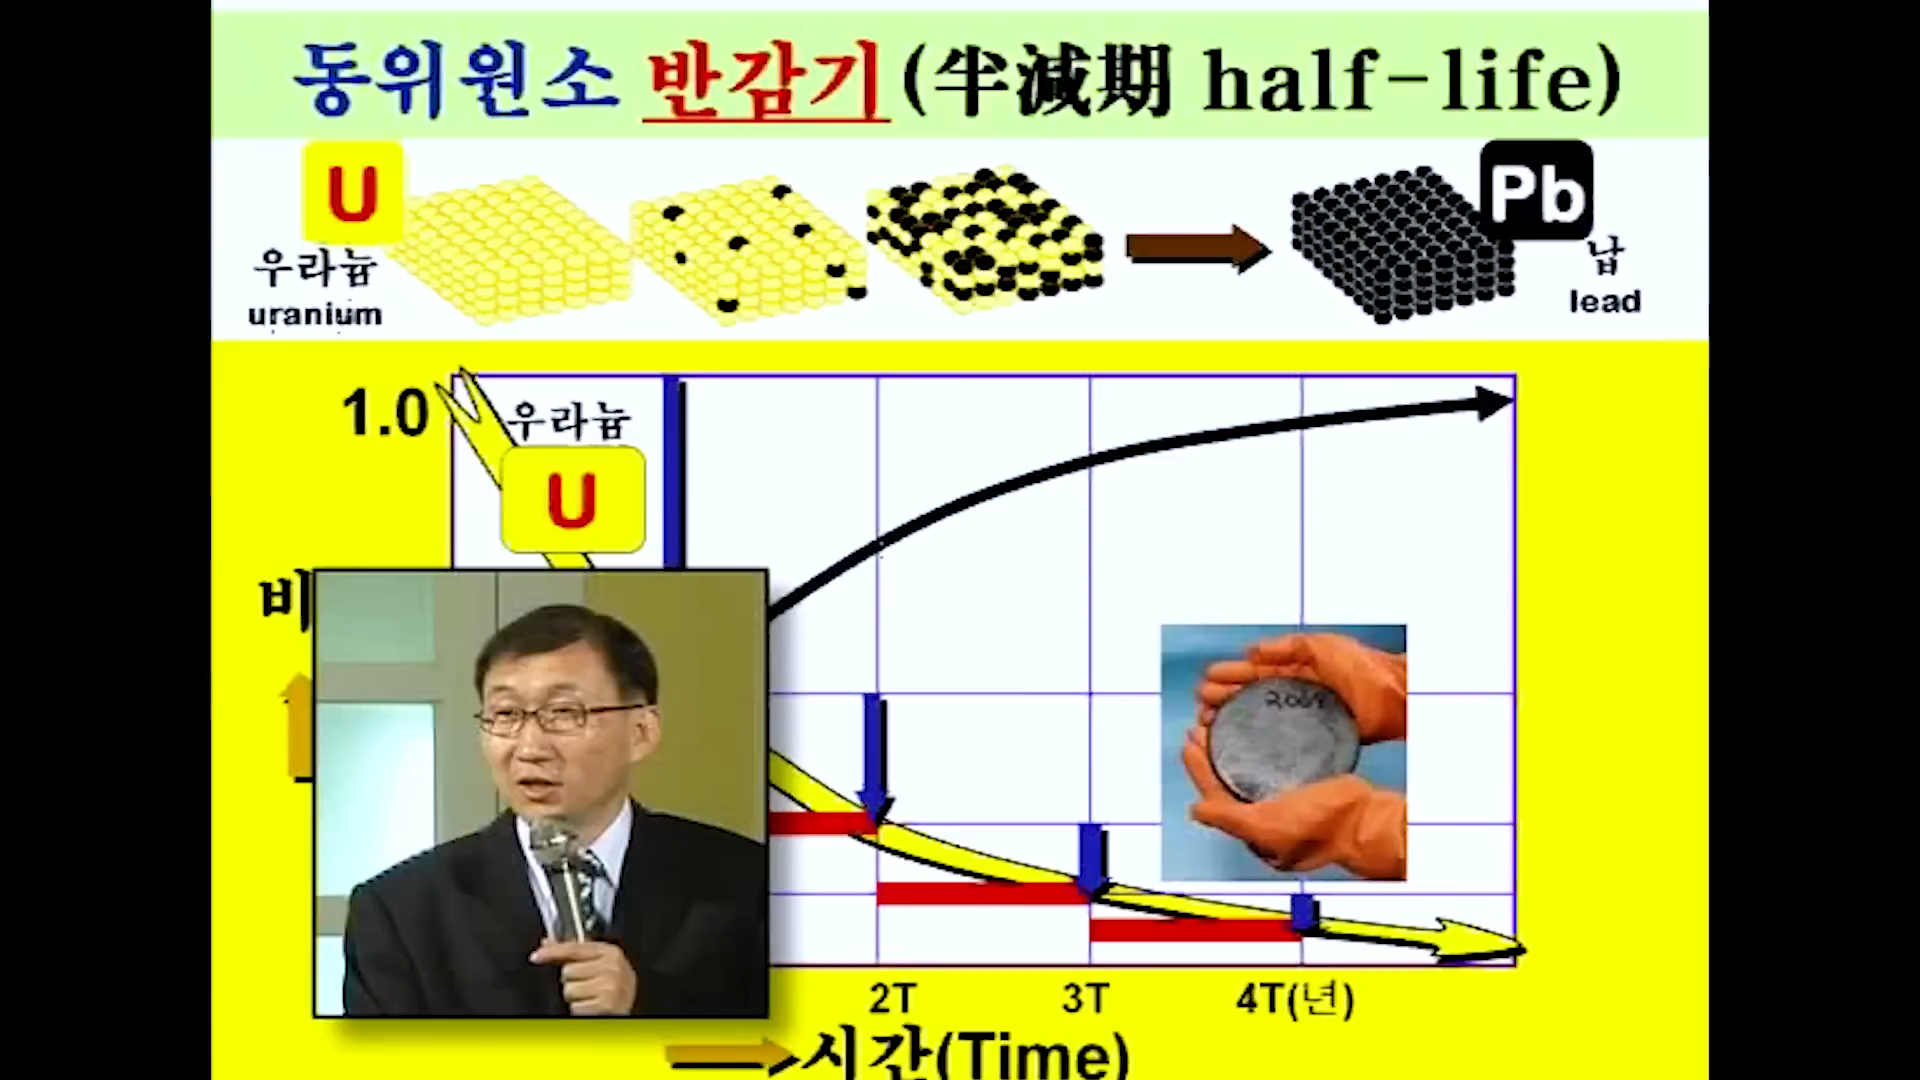 동위원소 반감기(半減期 half-life)
U
우라늄
uranium
Pb
납
lead
1.0
우라늄
U
비
2T
3T
4T(년)
시간(Time)